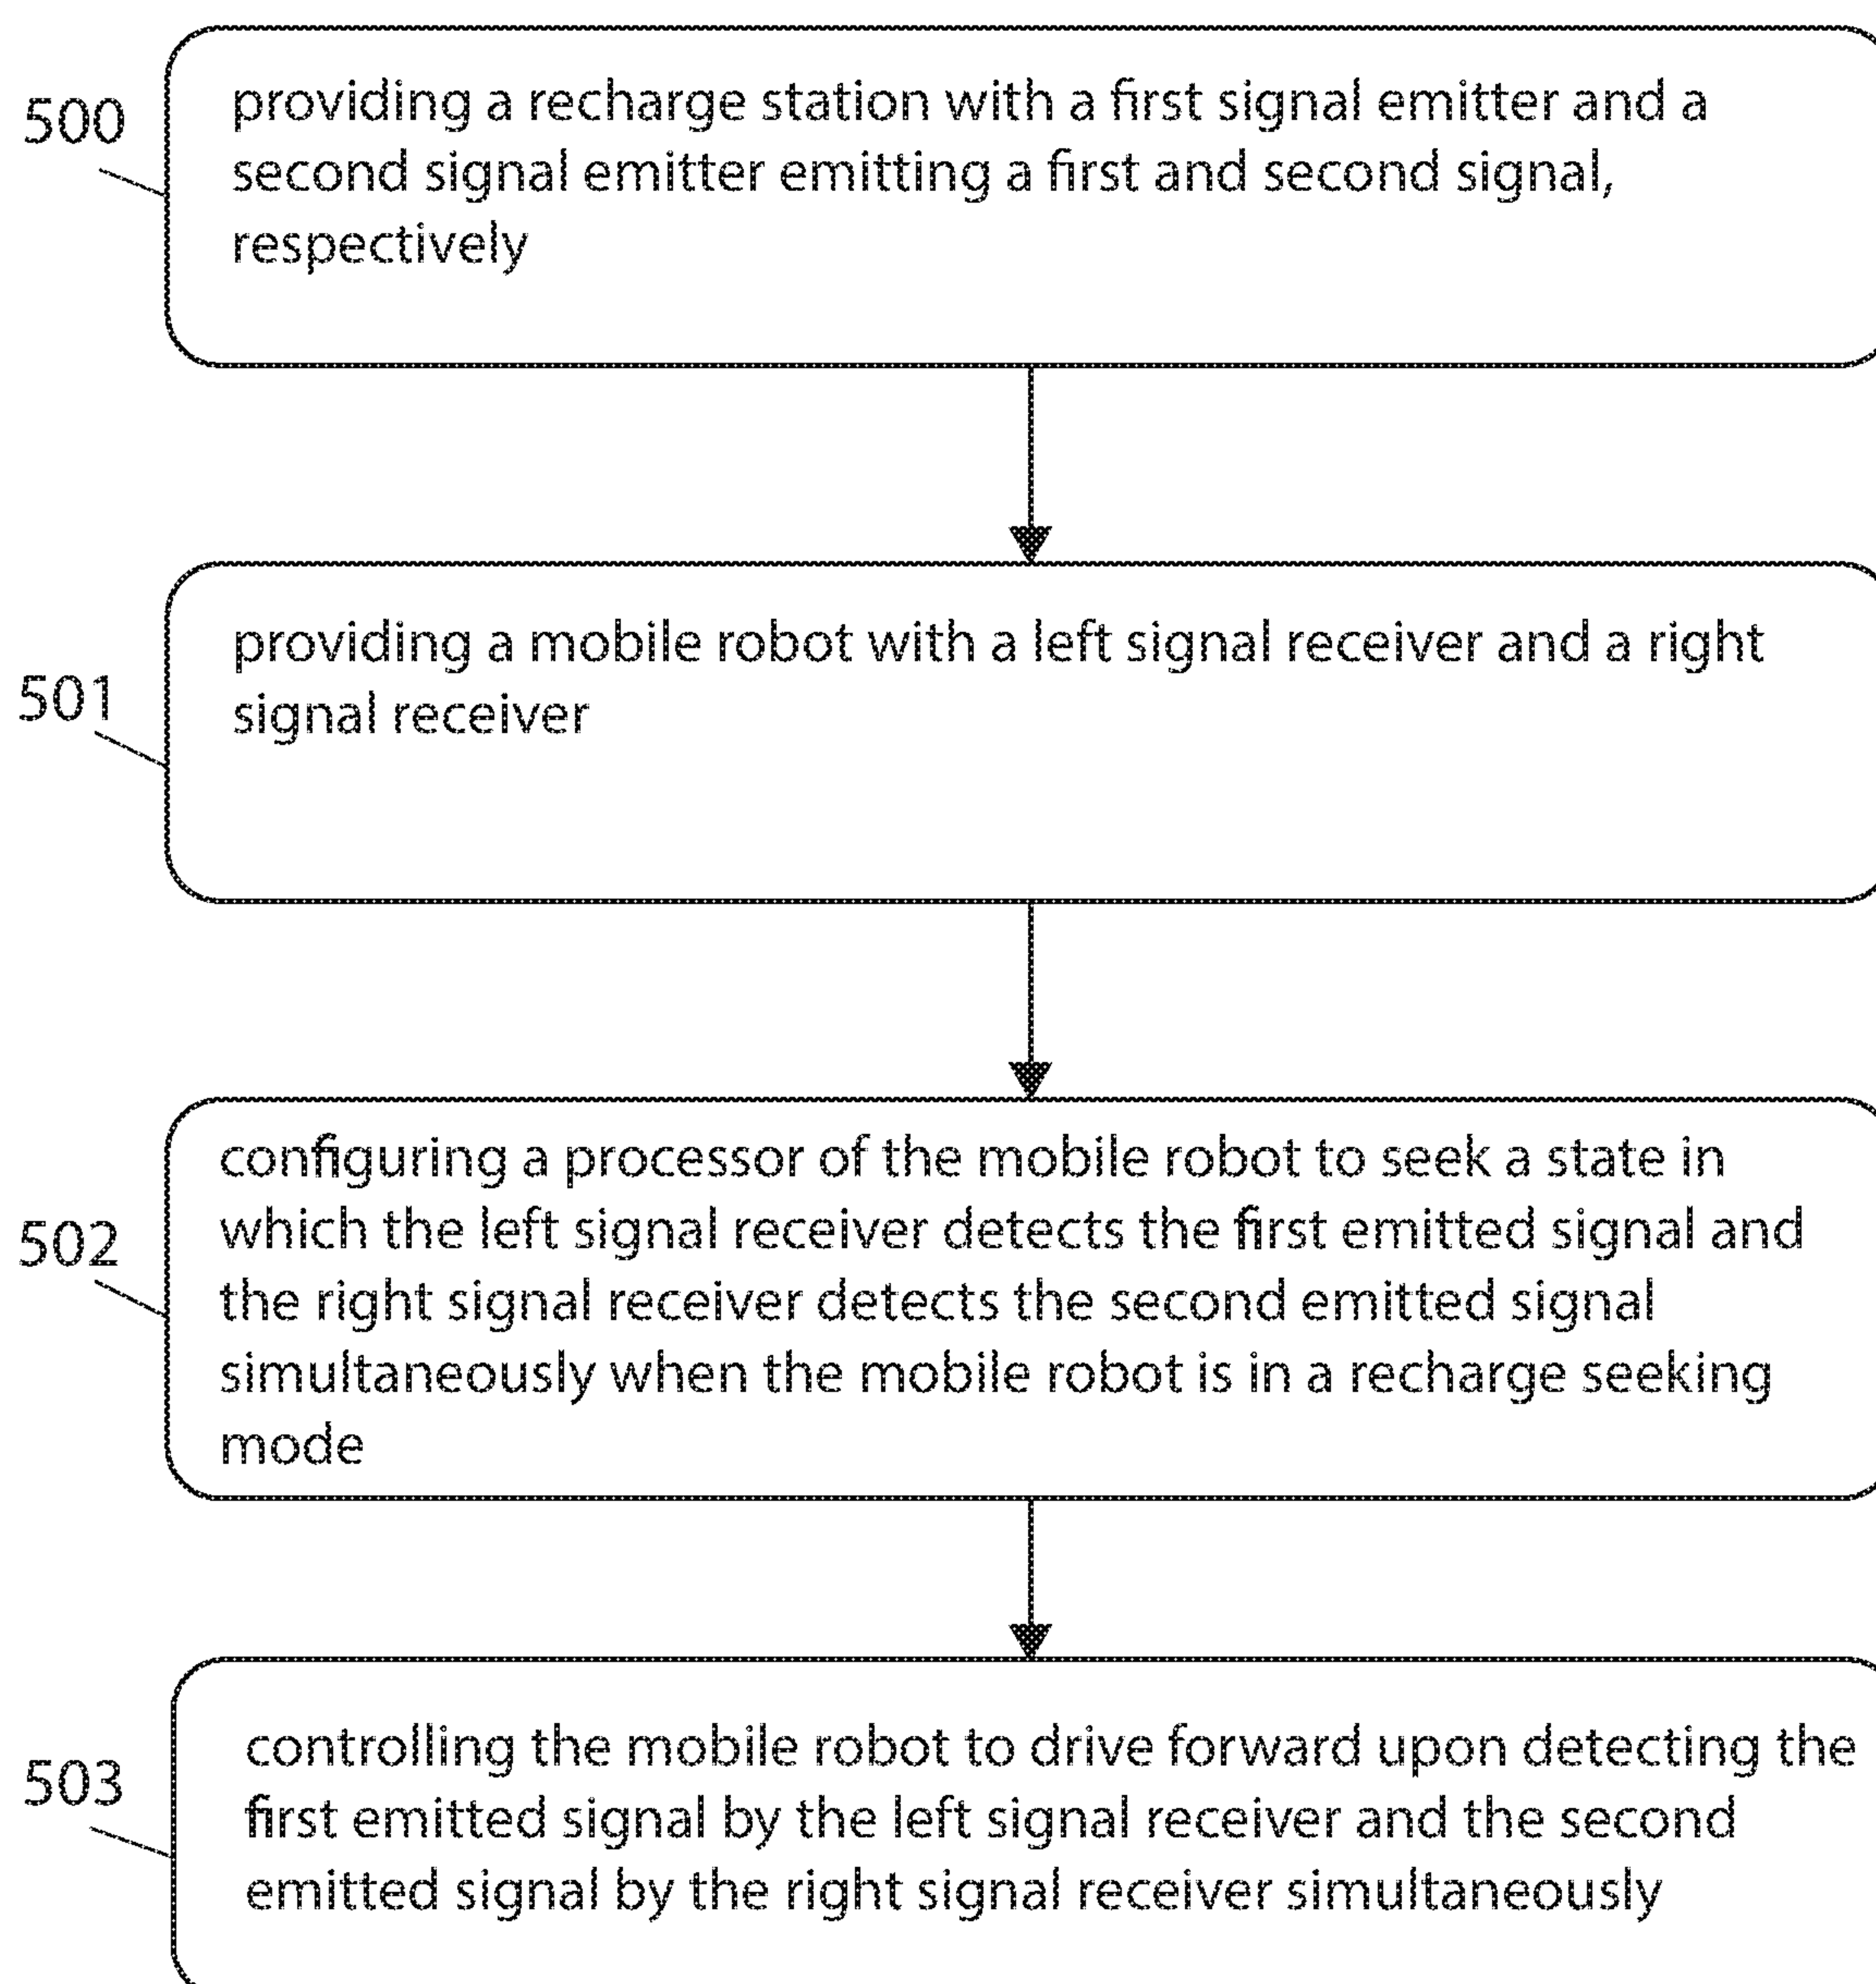 500
providing a recharge station with a first signal emitter and a
second signal emitter emitting a first and second signal,
respectively
501
providing a mobile robot with a left signal receiver and a right
signal receiver
502
configuring a processor of the mobile robot to seek a state in
which the left signal receiver detects the first emitted signal and
the right signal receiver detects the second emitted signal
simultaneously when the mobile robot is in a recharge seeking
mode
503
controlling the mobile robot to drive forward upon detecting the
first emitted signal by the left signal receiver and the second
emitted signal by the right signal receiver simultaneously